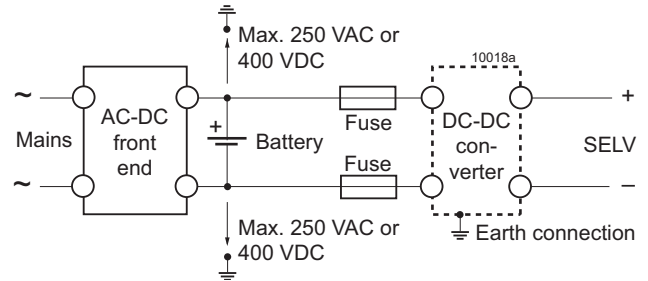 Max. 250 VAC or
400 VDC
10018a
~
+
Mains
AC-DC
front
end
+
Battery
Fuse
Fuse
DC-DC
con-
verter
SELV
~
–
Max. 250 VAC or
400 VDC
Earth connection